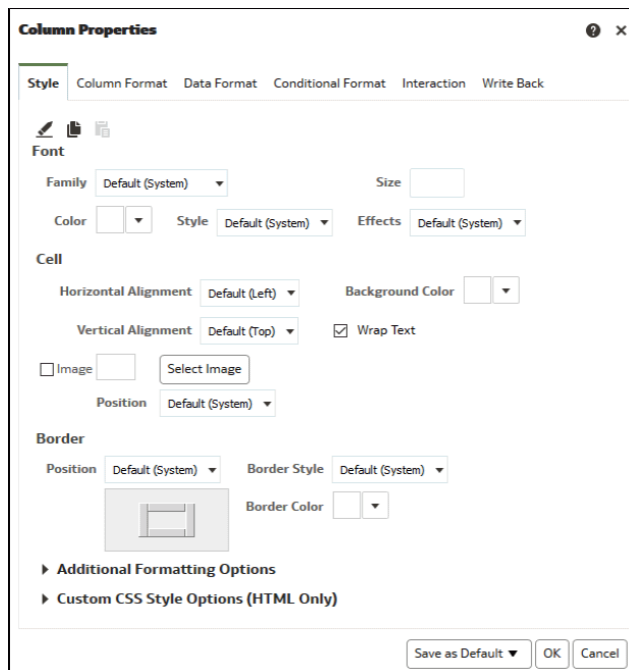 Column Properties
Style Column Format Data Format Conditional Format Interaction Write Back
Font
Family Default (System) Size
Color Style Default (System) Effects Default (System)
Cell
Horizontal Alignment Default (Left) Background Color
Vertical Alignment Default (Top) Wrap Text
Image Select Image
Position Default (System)
Border
Position Default (System) Border Style Default (System)
Border Color
Additional Formatting Options
Custom CSS Style Options (HTML Only)
Save as Default OK Cancel